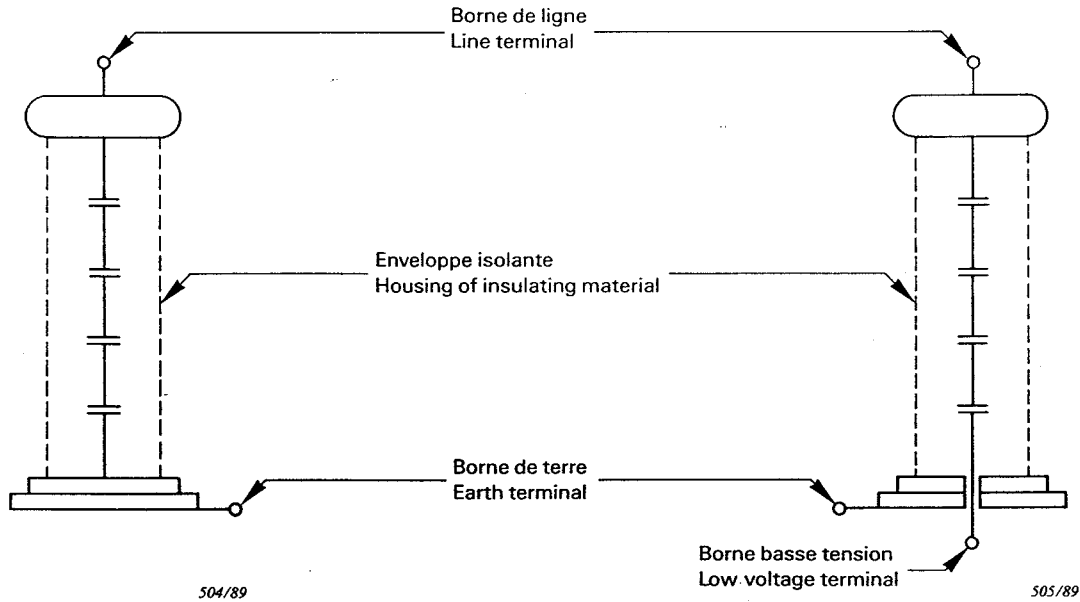 Borne de ligne
Line terminal
Enveloppe isolante
Housing of insulating material
Borne de terre
Earth terminal
Borne basse tension
Low voltage terminal
504/89
505/89